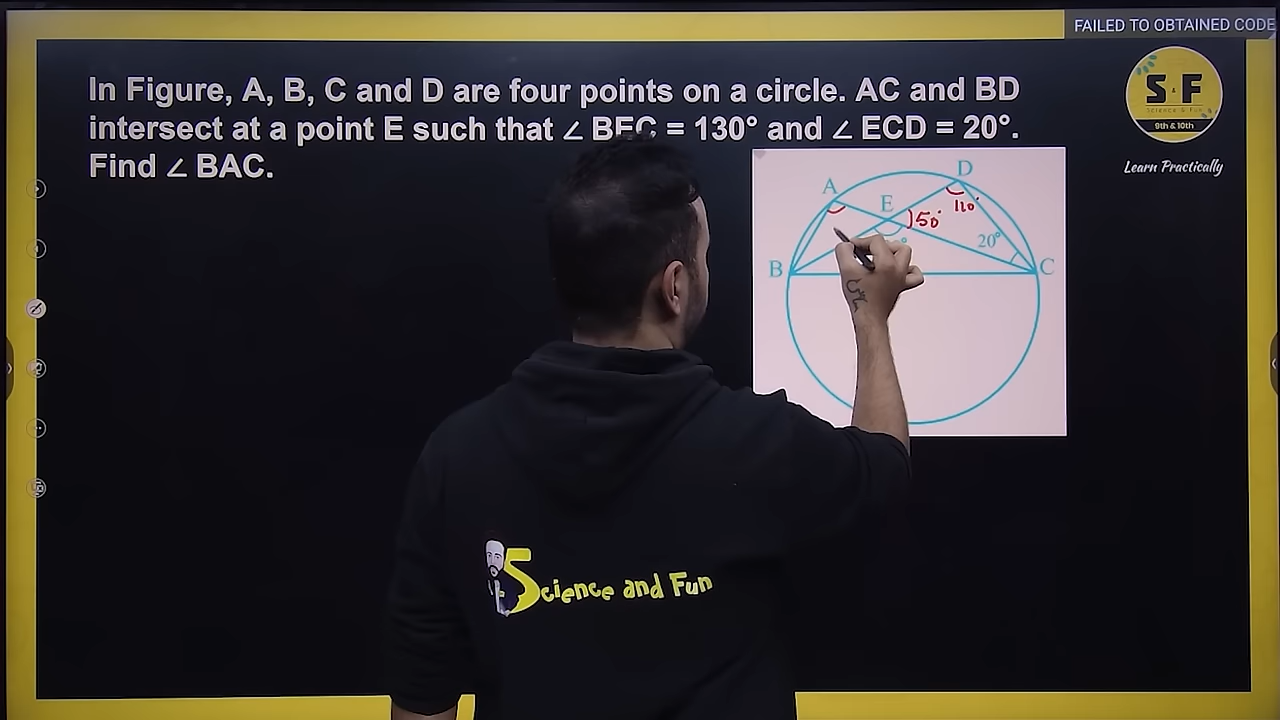 FAILED TO OBTAINED CODE
In Figure, A, B, C and D are four points on a circle. AC and BD
intersect at a point E such that ∠ BEC = 130° and ∠ ECD = 20°.
Find ∠ BAC.
S & F
Science & Fun
9th & 10th
Learn Practically
D
A
E
110°
50°
20°
B
C
Science and Fun